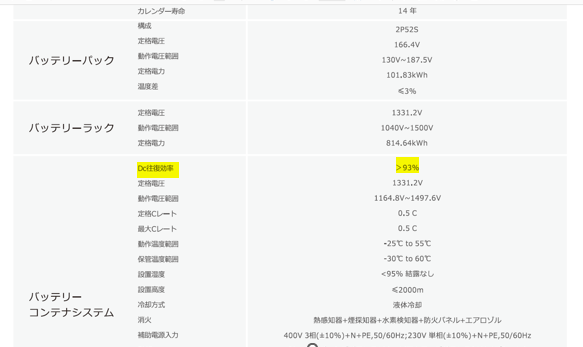 カレンダー寿命 14 年
バッテリーパック
構成 2P52S
定格電圧 166.4V
動作電圧範囲 130V~187.5V
定格電力 101.83kWh
温度差 ≤3%
バッテリーラック
定格電圧 1331.2V
動作電圧範囲 1040V~1500V
定格電力 814.64kWh
バッテリー
コンテナシステム
Dc往復効率 >93%
定格電圧 1331.2V
動作電圧範囲 1164.8V~1497.6V
定格Cレート 0.5 C
最大Cレート 0.5 C
動作温度範囲 -25℃ to 55℃
保管温度範囲 -30℃ to 60℃
設置湿度 <95% 結露なし
設置高度 ≤2000m
冷却方式 液体冷却
消火 熱感知器+煙探知器+水素検知器+防火パネル+エアロゾル
補助電源入力 400V 3相(±10%)+N+PE,50/60Hz;230V 単相(±10%)+N+PE,50/60Hz